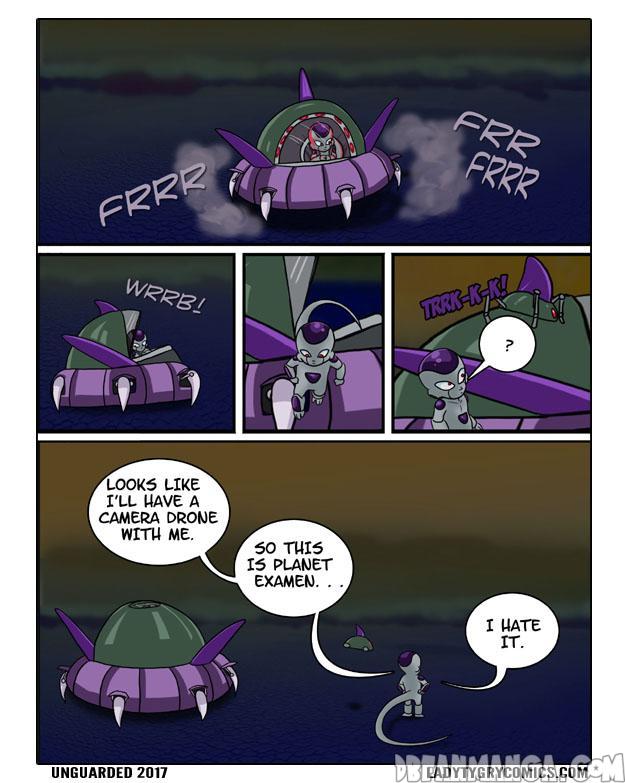 FRRR
FRR
FRRR
WRRB!
TRRK-K-K!
?
LOOKS LIKE
I'LL HAVE A
CAMERA DRONE
WITH ME.
SO THIS
IS PLANET
EXAMEN. . .
I HATE
IT.
UNGUARDED 2017
LADYTYGRYCOMICS.COM
DBFANMANGA.COM